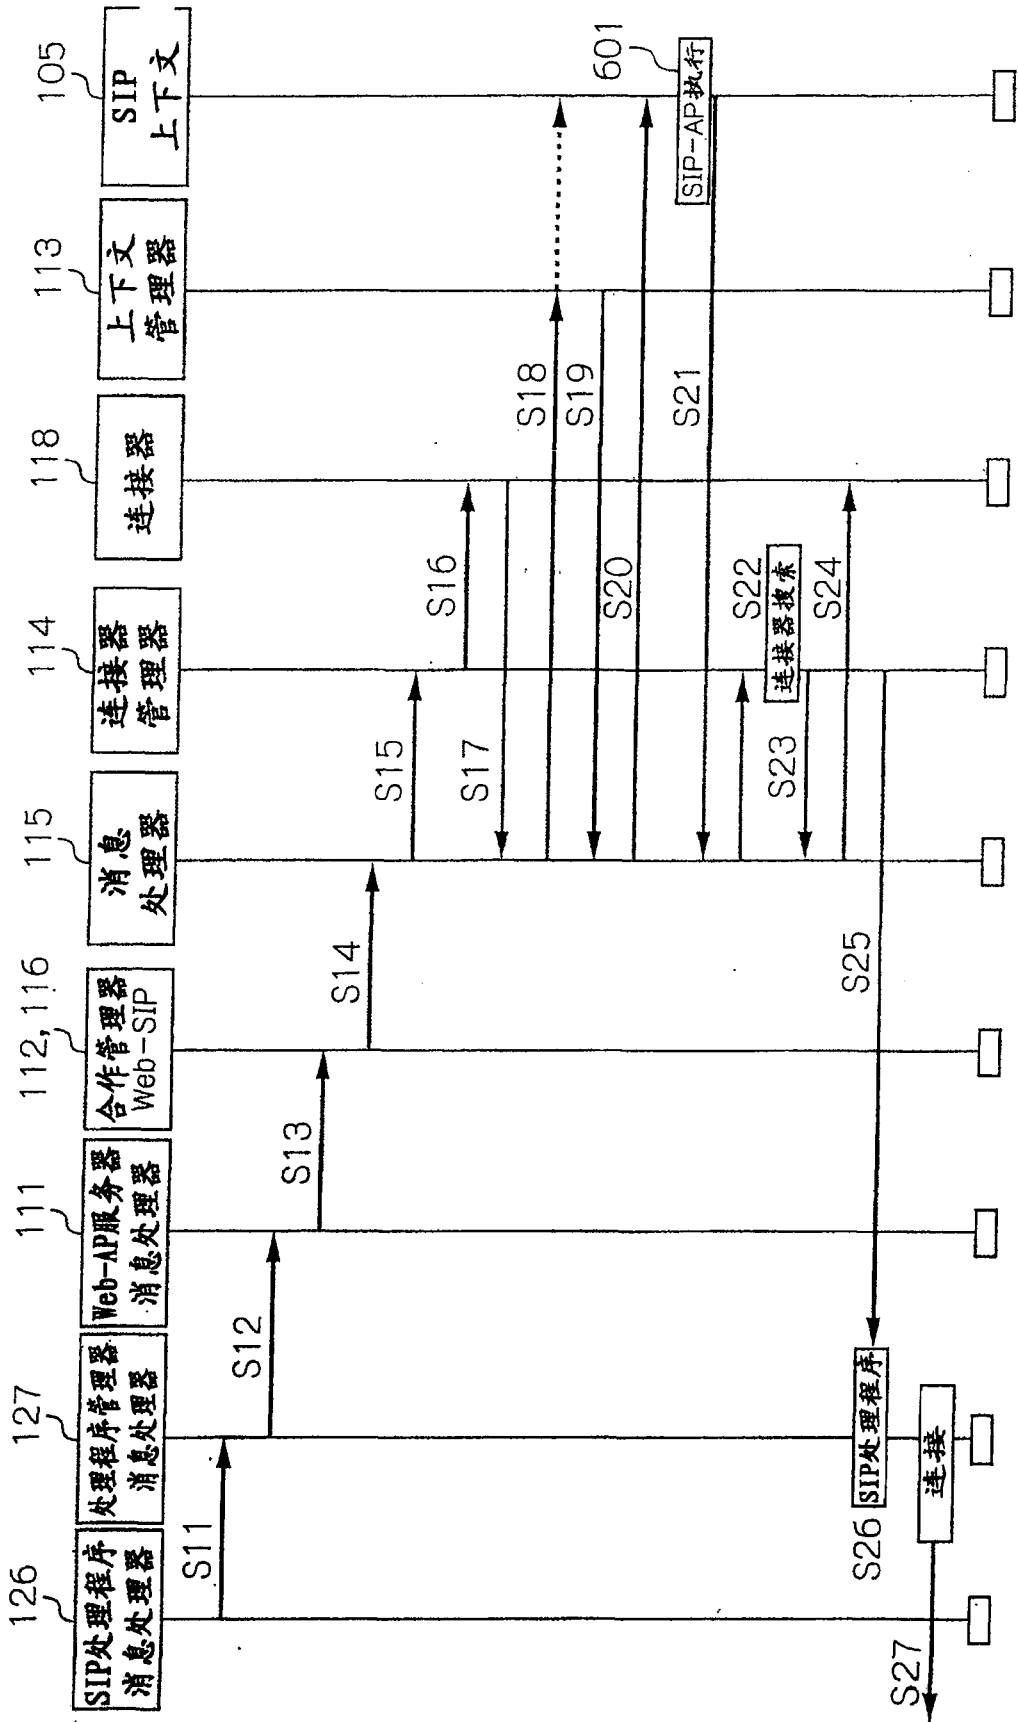 126
SIP处理程序
消息处理器
127
处理程序管理器
消息处理器
111
Web-AP服务器
消息处理器
112, 116
合作管理器
Web-SIP
115
消息
处理器
114
连接器
管理器
118
连接器
113
上下文
管理器
105
SIP
上下文
S11
S12
S13
S14
S15
S16
S17
S18
S19
S20
601
SIP-AP执行
S21
S22
连接器搜索
S23
S24
S25
S26
SIP处理程序
连接
S27